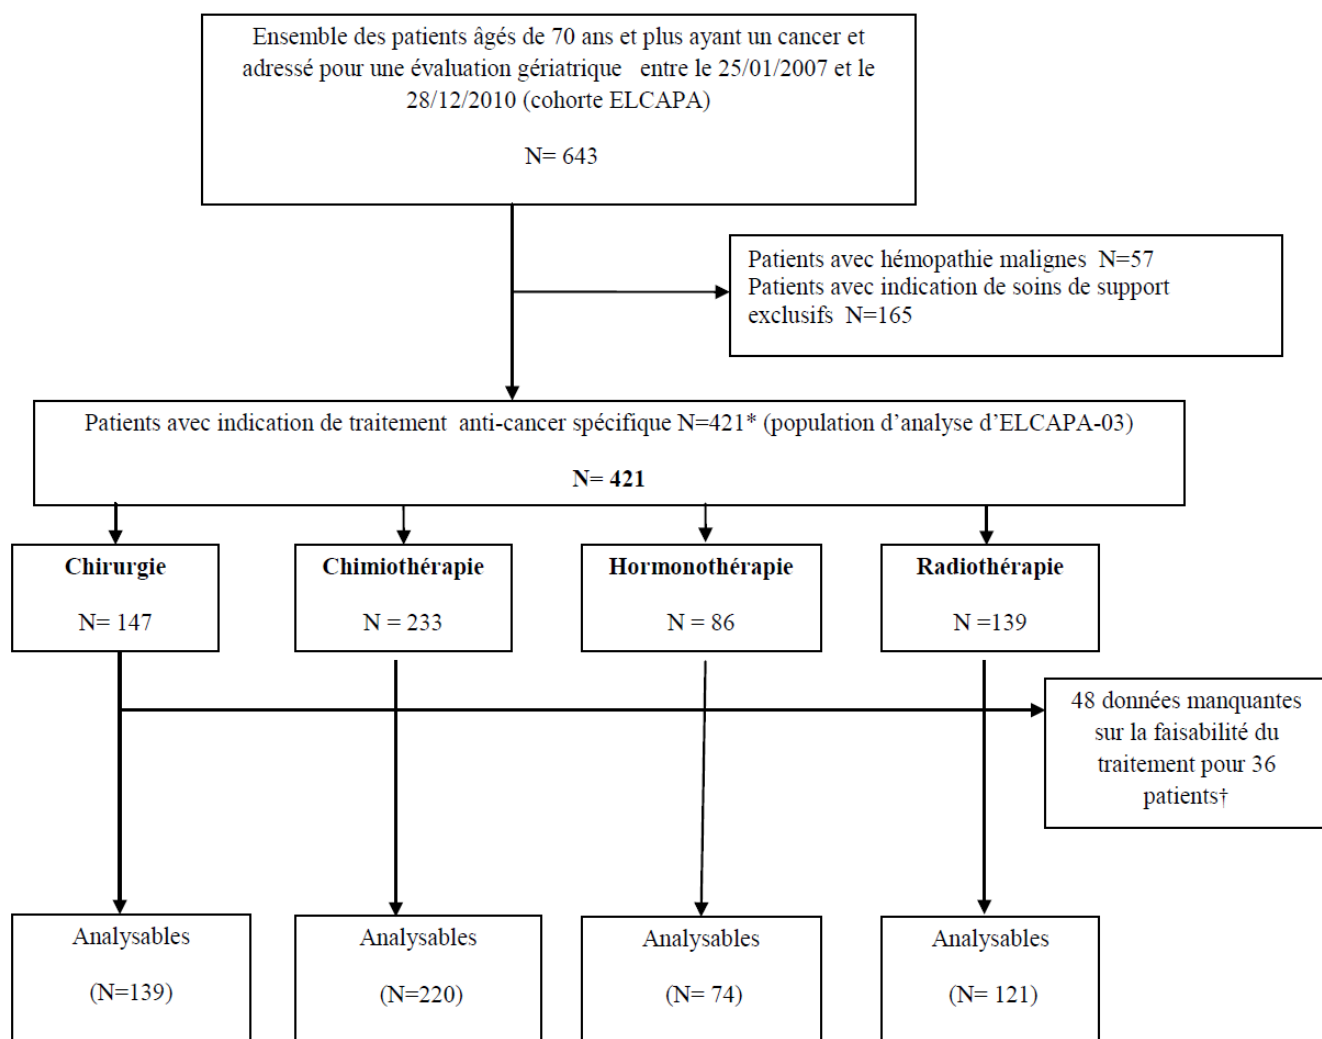 Ensemble des patients âgés de 70 ans et plus ayant un cancer et
adressé pour une évaluation gériatrique entre le 25/01/2007 et le
28/12/2010 (cohorte ELCAPA)
N= 643
Patients avec hémopathie malignes N=57
Patients avec indication de soins de support
exclusifs N=165
Patients avec indication de traitement anti-cancer spécifique N=421* (population d'analyse d'ELCAPA-03)
N= 421
Chirurgie
N= 147
Chimiothérapie
N = 233
Hormonothérapie
N = 86
Radiothérapie
N =139
48 données manquantes
sur la faisabilité du
traitement pour 36
patients†
Analysables
(N=139)
Analysables
(N=220)
Analysables
(N= 74)
Analysables
(N= 121)